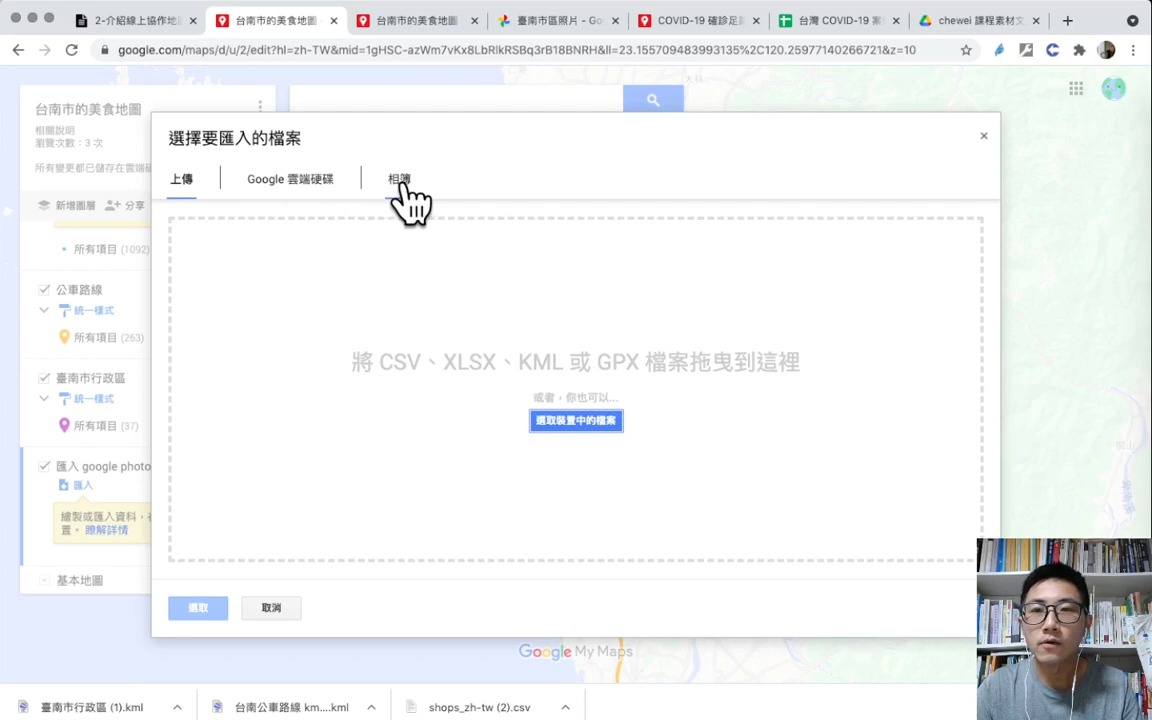 2-介紹線上協作地
台南市的美食地圖
台南市的美食地圖
臺南市區照片 - Go
COVID-19 確診足
台灣 COVID-19 案
chewei 課程素材文
google.com/maps/d/u/2/edit?hl=zh-TW&mid=1gHSC-azWm7vKx8LbRlkRSBq3rB18BNRH&ll=23.155709483993135%2C120.25977140266721&z=10
台南市的美食地圖
相關說明
瀏覽次數：3 次
所有變更都已儲存在雲端硬
新增圖層
分享
所有項目 (1092)
公車路線
統一樣式
所有項目 (263)
臺南市行政區
統一樣式
所有項目 (37)
匯入 google photo
匯入
繪製或匯入資料，
置。瞭解詳情
基本地圖
選擇要匯入的檔案
上傳
Google 雲端硬碟
相簿
將 CSV、XLSX、KML 或 GPX 檔案拖曳到這裡
或者，你也可以...
選取裝置中的檔案
選取
取消
Google My Maps
臺南市行政區 (1).kml
台南公車路線 km....kml
shops_zh-tw (2).csv